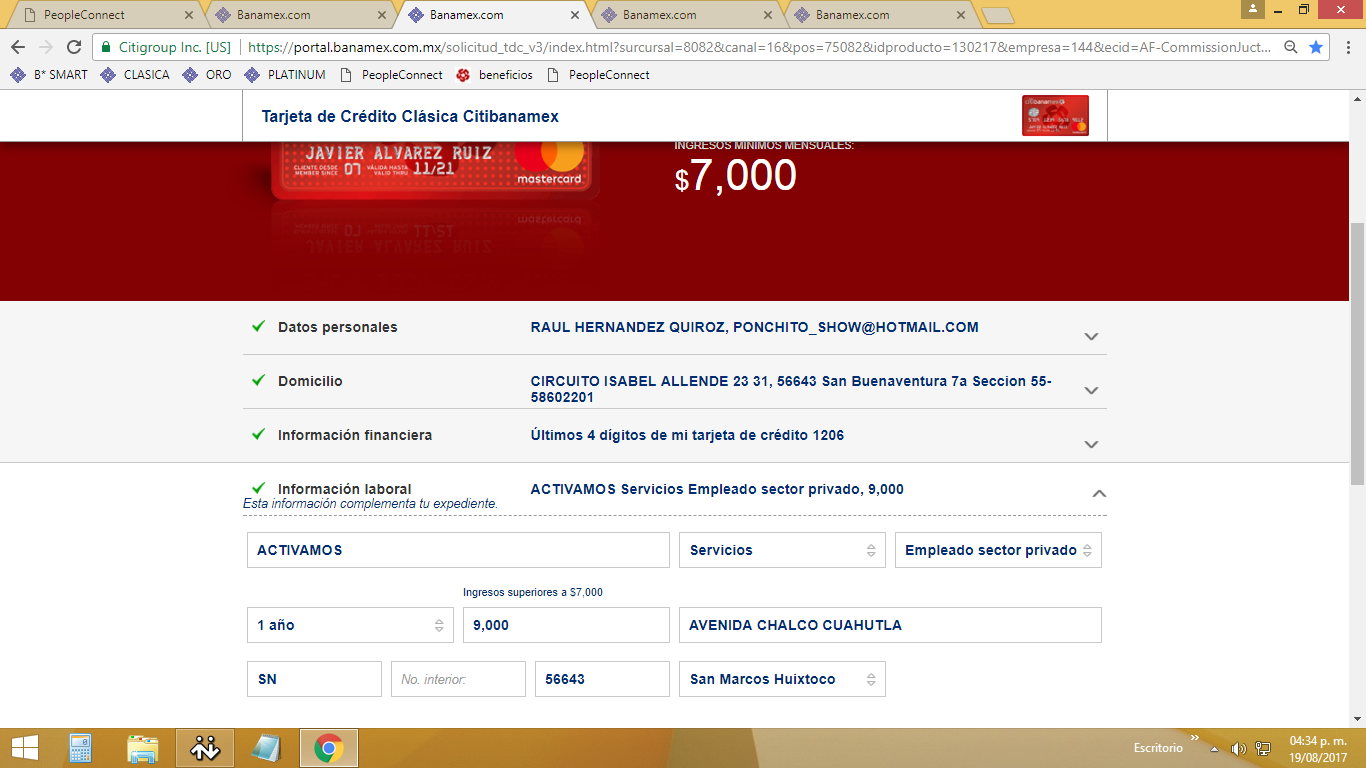 PeopleConnect
Banamex.com
Banamex.com
Banamex.com
Banamex.com
Citigroup Inc. [US]
https://portal.banamex.com.mx/solicitud_tdc_v3/index.html?surcursal=8082&canal=16&pos=75082&idproducto=130217&empresa=144&ecid=AF-CommissionJuct...
B* SMART CLASICA ORO PLATINUM PeopleConnect beneficios PeopleConnect
Tarjeta de Crédito Clásica Citibanamex
INGRESOS MÍNIMOS MENSUALES:
$7,000
JAVIER ALVAREZ RUIZ
CLIENTE DESDE
MEMBER SINCE 07 VÁLIDA HASTA
VALID THRU 11/21
mastercard
Datos personales RAUL HERNANDEZ QUIROZ, PONCHITO_SHOW@HOTMAIL.COM
Domicilio CIRCUITO ISABEL ALLENDE 23 31, 56643 San Buenaventura 7a Seccion 55-
58602201
Información financiera Últimos 4 dígitos de mi tarjeta de crédito 1206
Información laboral ACTIVAMOS Servicios Empleado sector privado, 9,000
Esta información complementa tu expediente.
ACTIVAMOS Servicios Empleado sector privado
Ingresos superiores a $7,000
1 año 9,000 AVENIDA CHALCO CUAHUTLA
SN No. interior: 56643 San Marcos Huixtoco
Escritorio
04:34 p. m.
19/08/2017